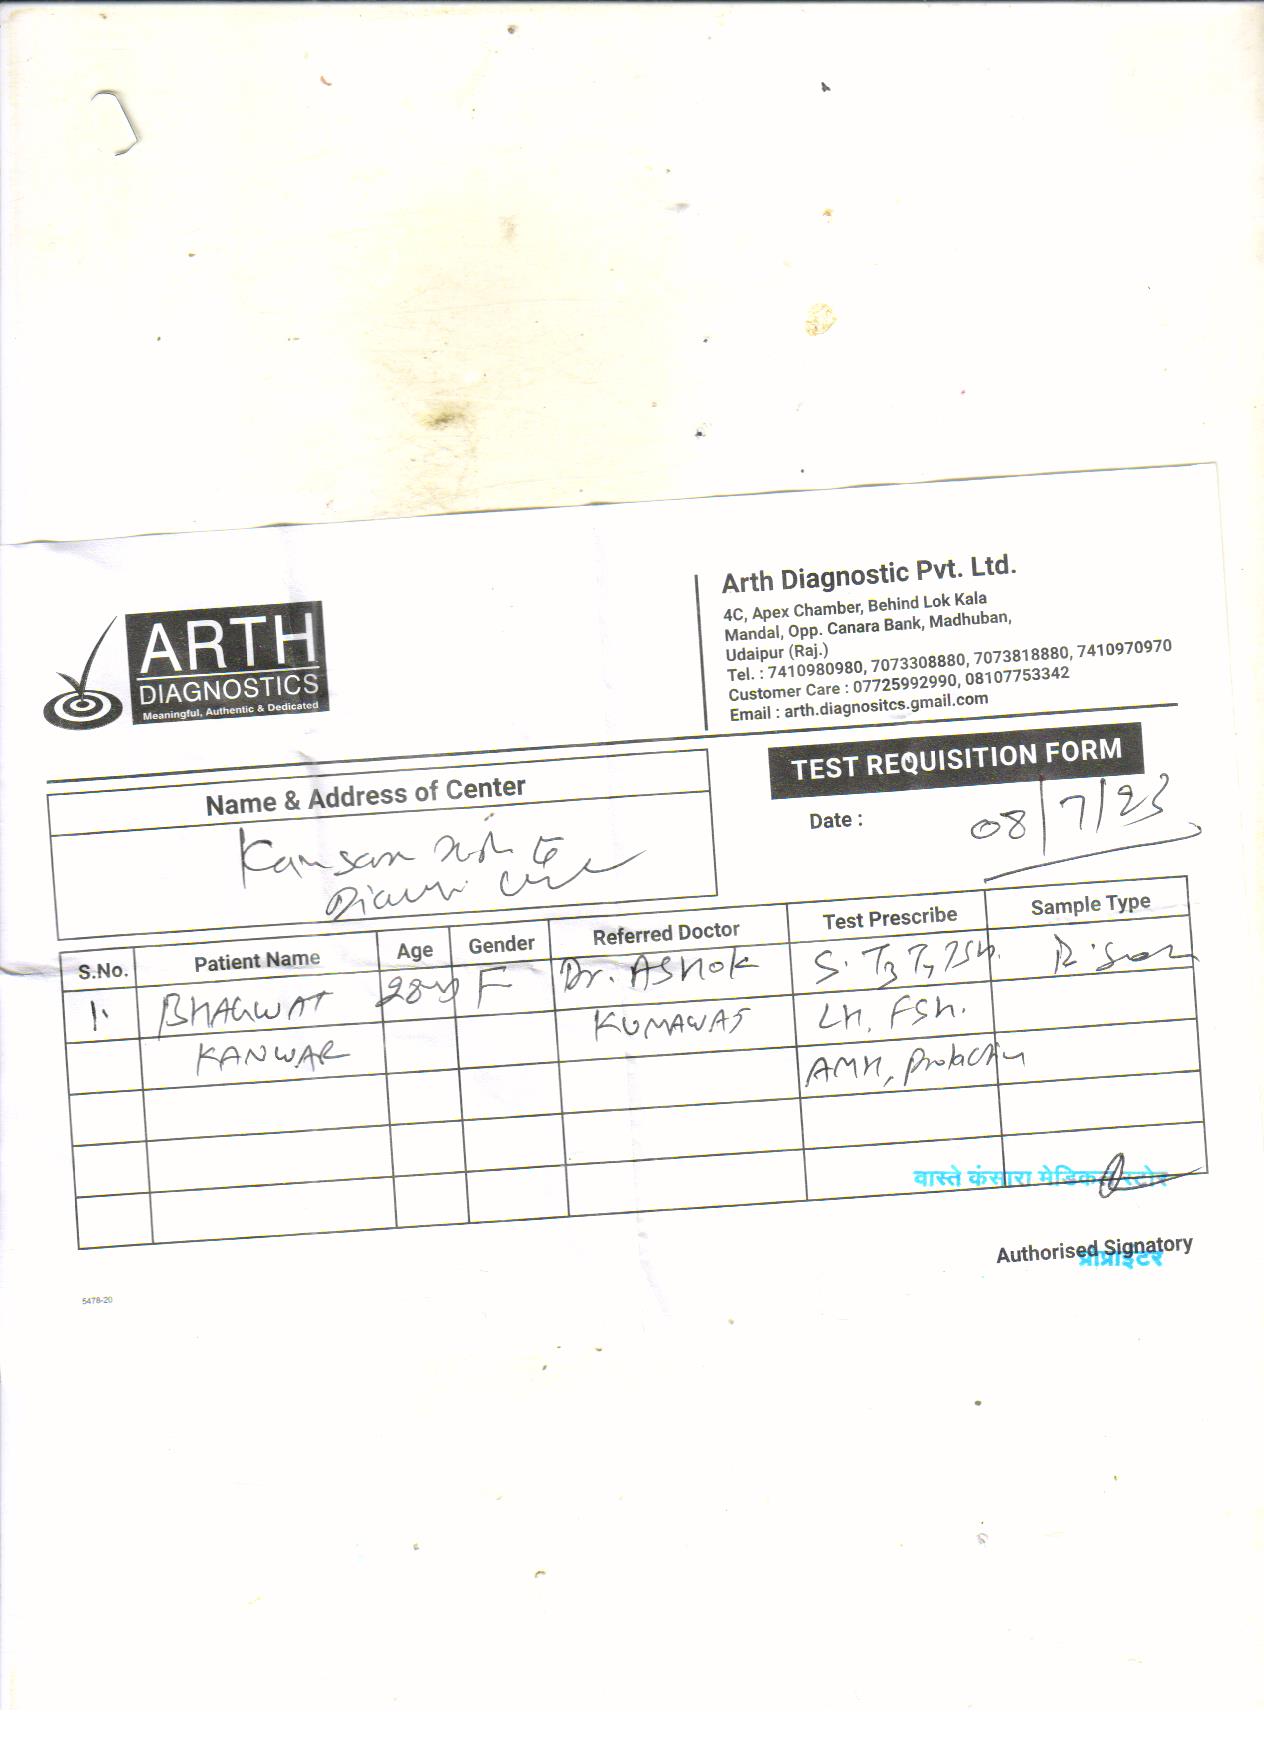 ARTH
DIAGNOSTICS
Meaningful, Authentic & Dedicated
Arth Diagnostic Pvt. Ltd.
4C, Apex Chamber, Behind Lok Kala
Mandal, Opp. Canara Bank, Madhuban,
Udaipur (Raj.)
Tel. : 7410980980, 7073308880, 7073818880, 7410970970
Customer Care : 07725992990, 08107753342
Email : arth.diagnositcs.gmail.com
TEST REQUISITION FORM
Date : 08/7/23
Name & Address of Center
S.No. Patient Name Age Gender Referred Doctor Test Prescribe Sample Type
1. BHAGWAT 28 F Dr. ASHOK S. T3 T4 TSH.
KANWAR KUMAWAT LH, FSH.
AMH, Prolactin
वास्ते कंसारा मेडिकल स्टोर
Authorised Signatory
प्रोप्राइटर
5478-20